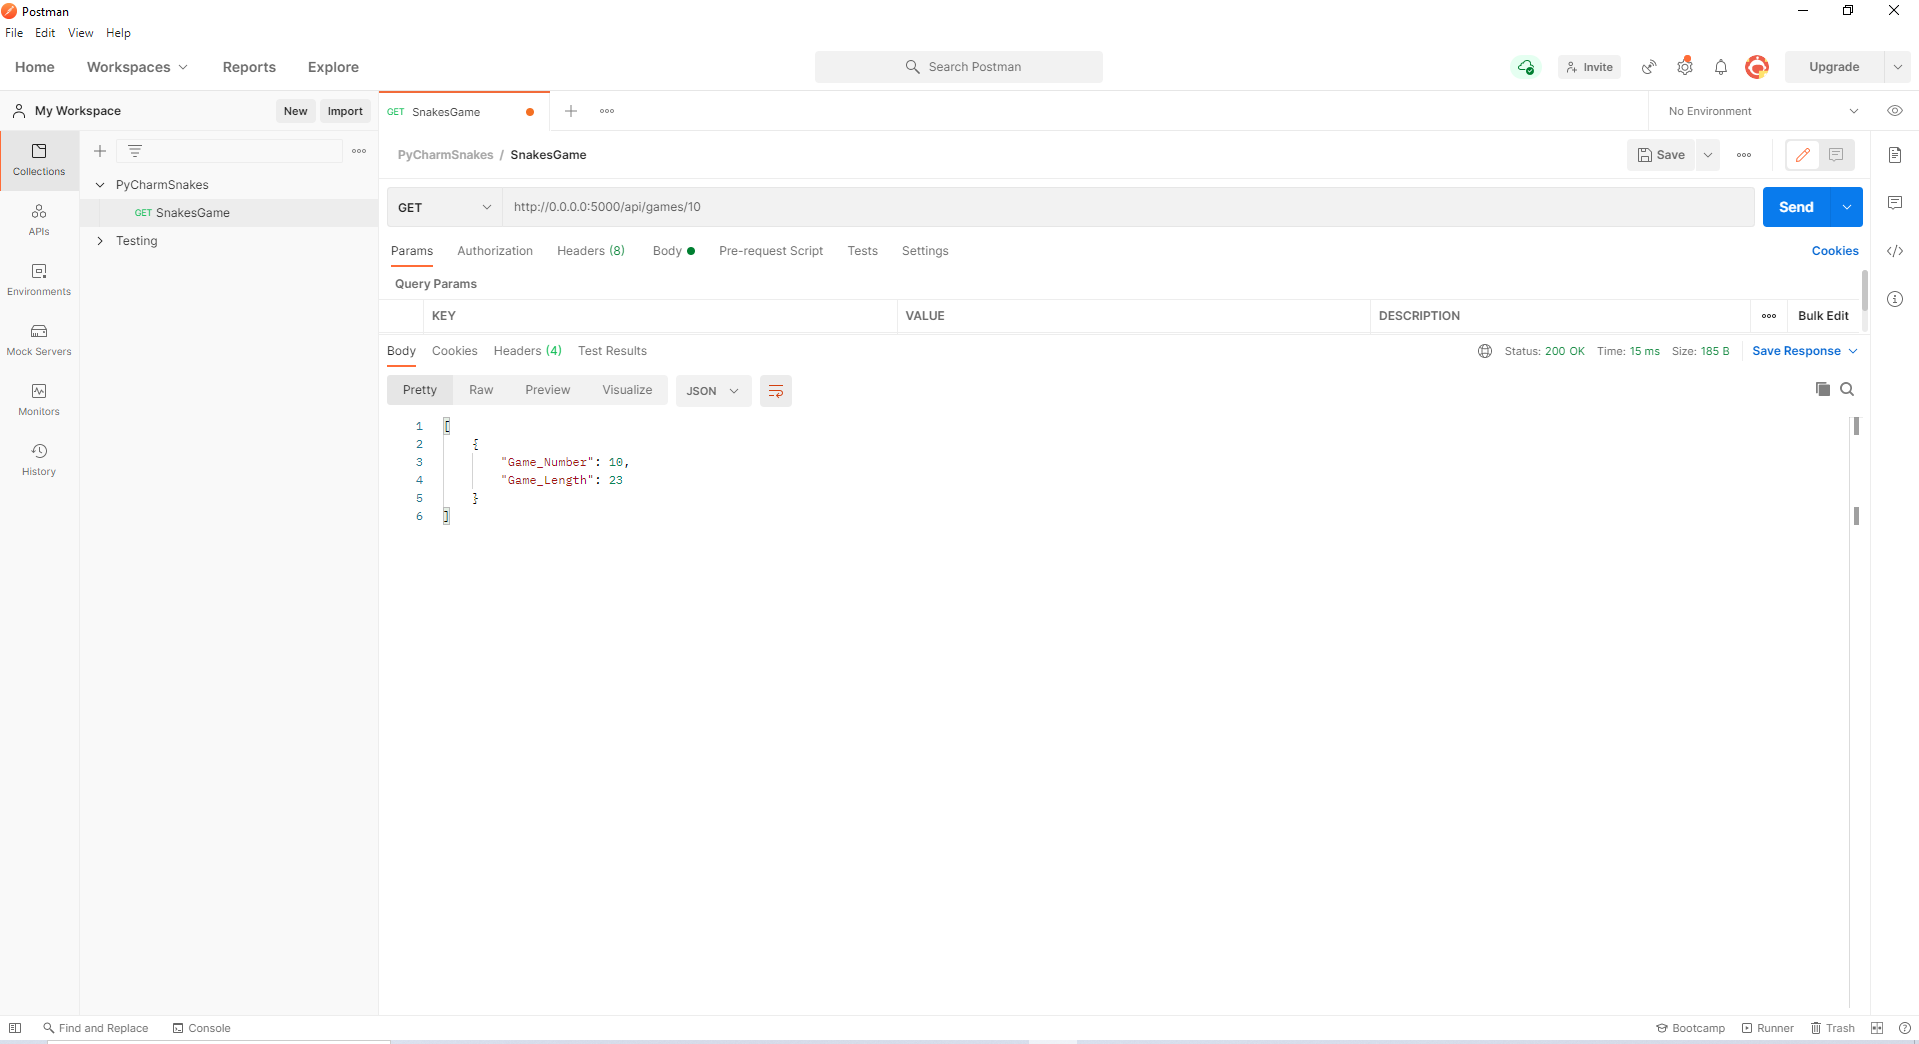 Postman
File Edit View Help
Home Workspaces Reports Explore Search Postman Invite Upgrade
My Workspace New Import GET SnakesGame No Environment
Collections
PyCharmSnakes / SnakesGame Save
PyCharmSnakes
GET SnakesGame
Testing
APIs
Environments
Mock Servers
Monitors
History
GET http://0.0.0.0:5000/api/games/10 Send
Params Authorization Headers (8) Body Pre-request Script Tests Settings Cookies
Query Params
KEY VALUE DESCRIPTION Bulk Edit
Body Cookies Headers (4) Test Results Status: 200 OK Time: 15 ms Size: 185 B Save Response
Pretty Raw Preview Visualize JSON
1 [
2 {
3 "Game_Number": 10,
4 "Game_Length": 23
5 }
6 ]
Find and Replace Console Bootcamp Runner Trash